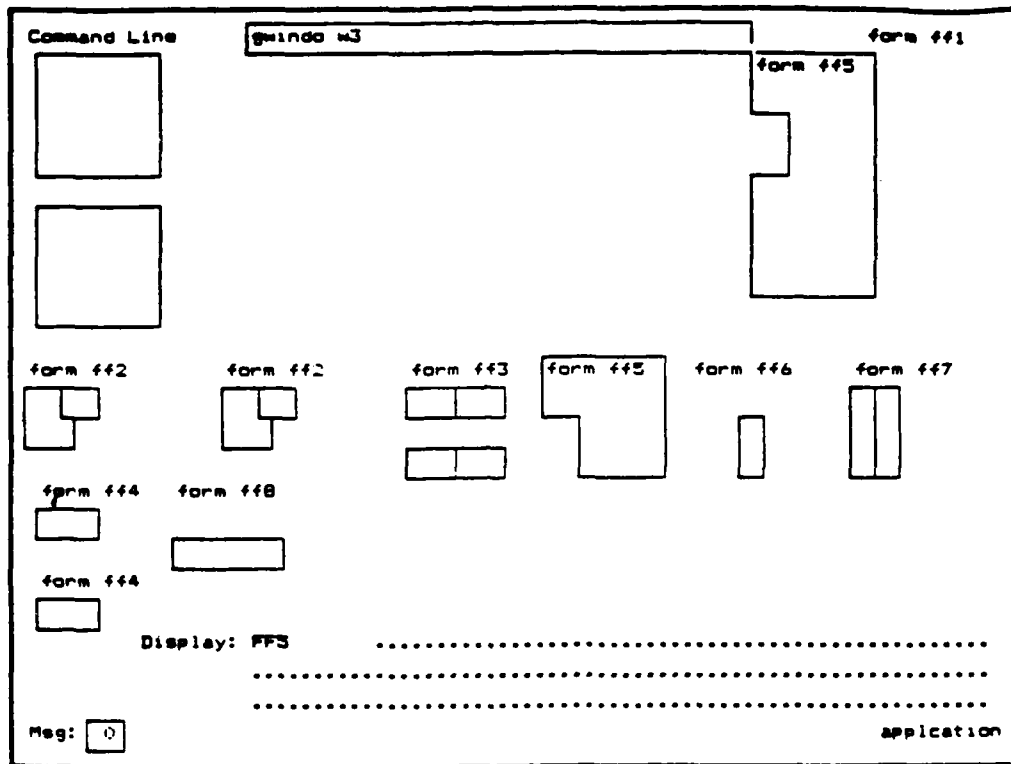 Command Line gwindo w3 form ff1
form ff5
form ff2 form ff2 form ff3 form ff5 form ff6 form ff7
form ff4 form ff8
form ff4
Display: FF5 ........................................
................................................
................................................
Msg: 0 applcation